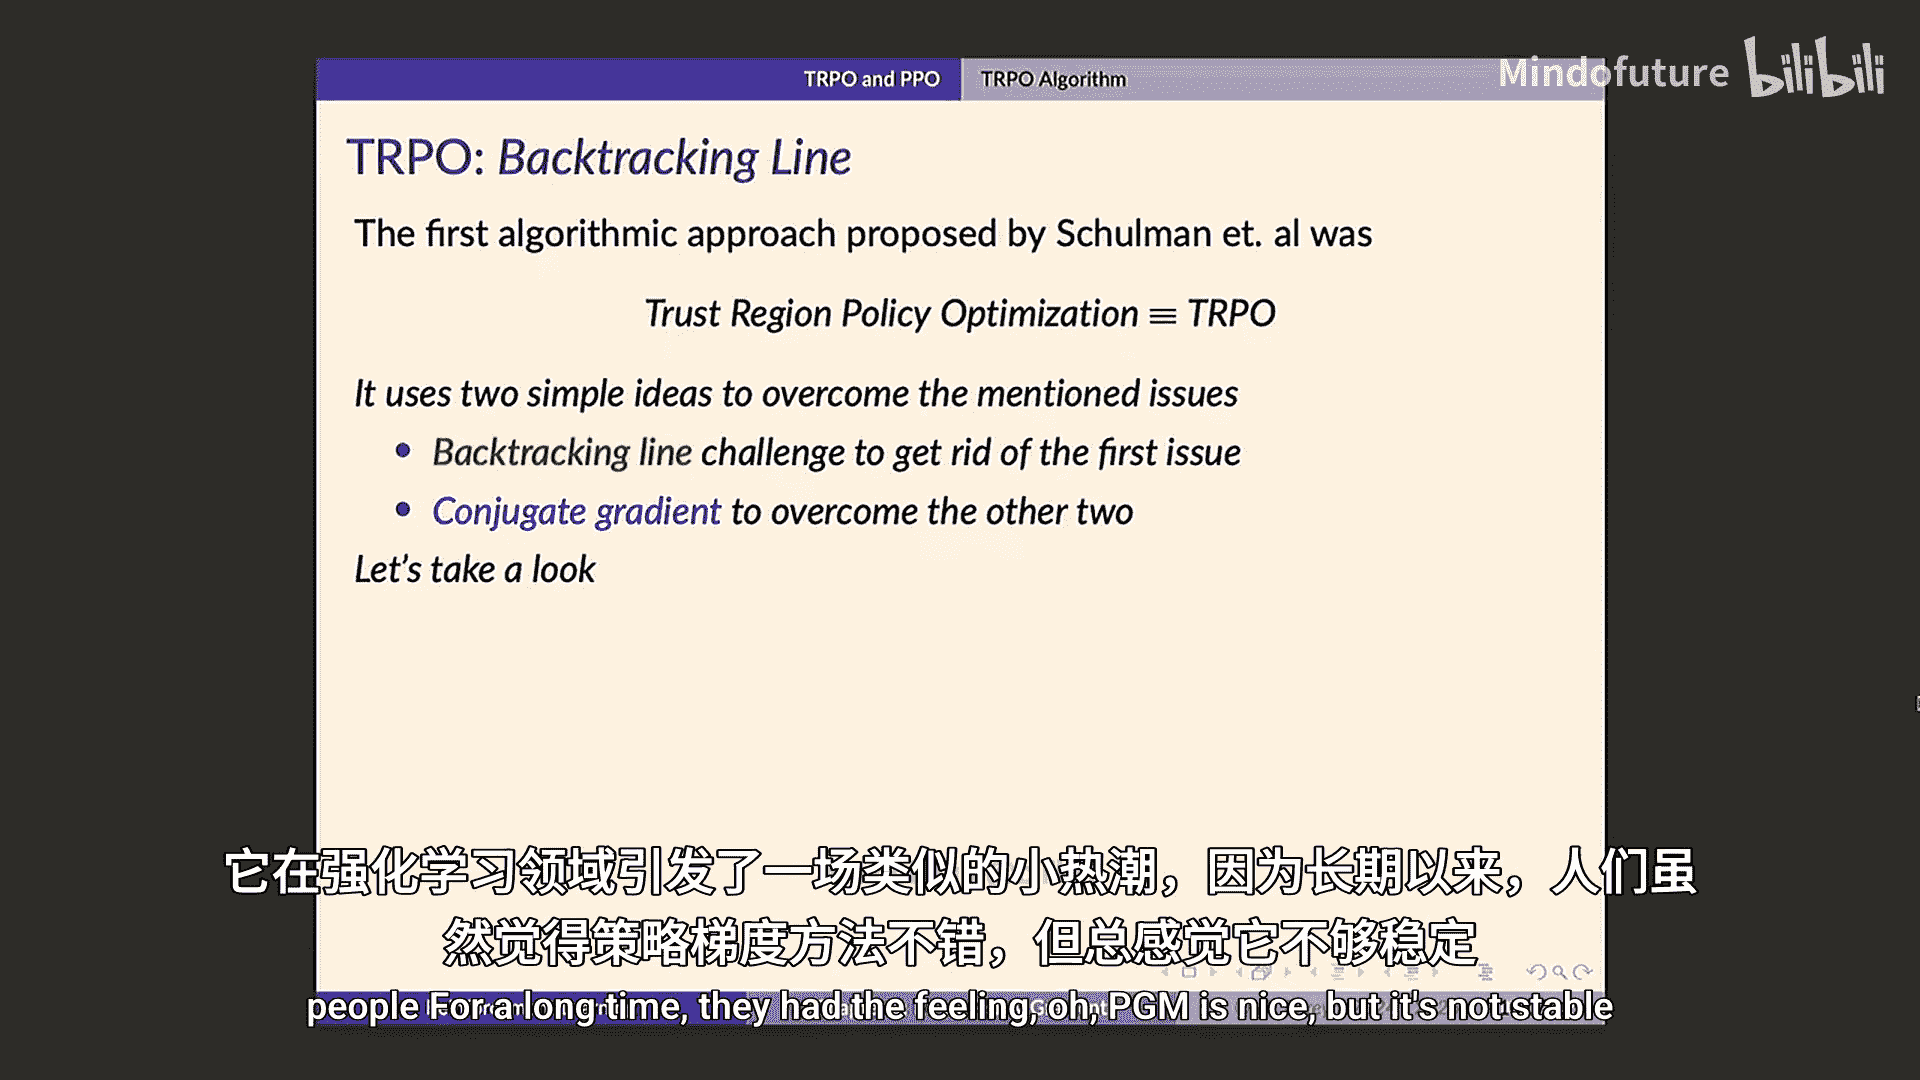 TRPO and PPO
TRPO Algorithm
Mindofuture bilibili
TRPO: Backtracking Line
The first algorithmic approach proposed by Schulman et. al was
Trust Region Policy Optimization ≡ TRPO
It uses two simple ideas to overcome the mentioned issues
• Backtracking line challenge to get rid of the first issue
• Conjugate gradient to overcome the other two
Let's take a look
它在强化学习领域引发了一场类似的小热潮，因为长期以来，人们虽
然觉得策略梯度方法不错，但总感觉它不够稳定
people For a long time, they had the feeling, oh, PGM is nice, but it's not stable